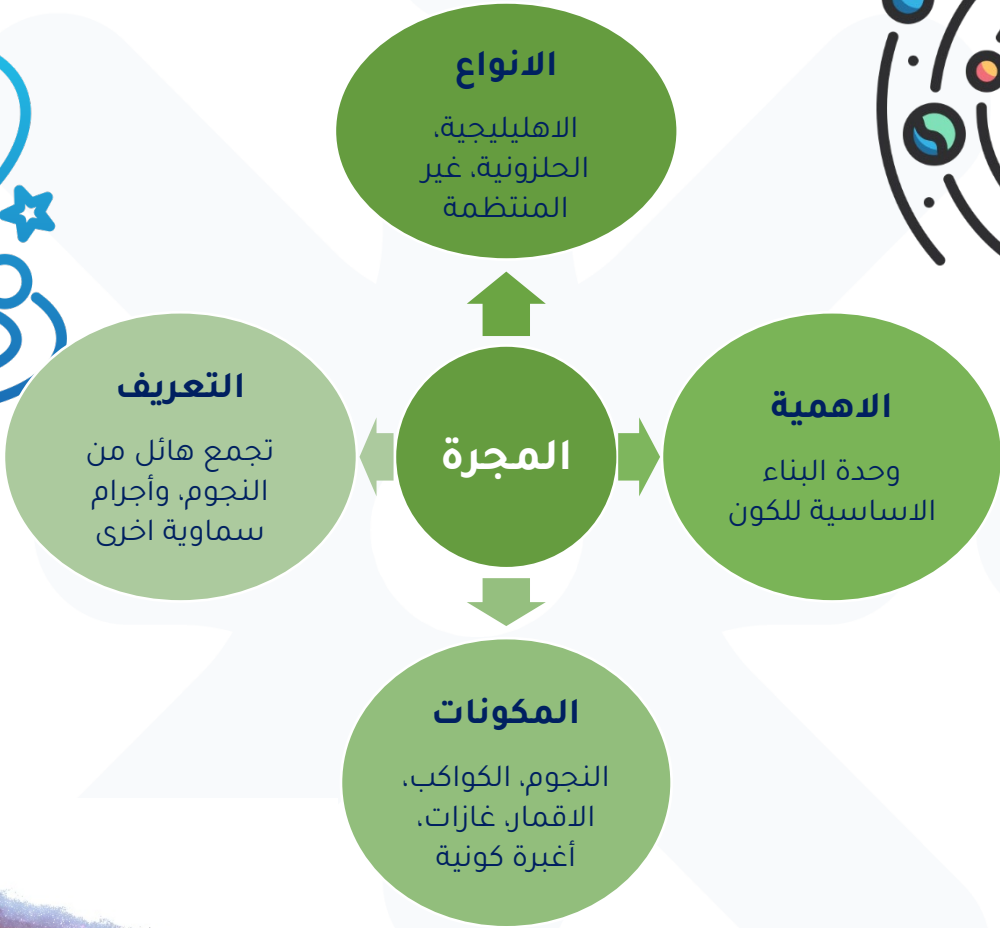 الانواع
الاهليليجية،
الحلزونية، غير
المنتظمة
الاهمية
وحدة البناء
الاساسية للكون
المجرة
التعريف
تجمع هائل من
النجوم، وأجرام
سماوية اخرى
المكونات
النجوم، الكواكب،
الاقمار، غازات،
أغبرة كونية